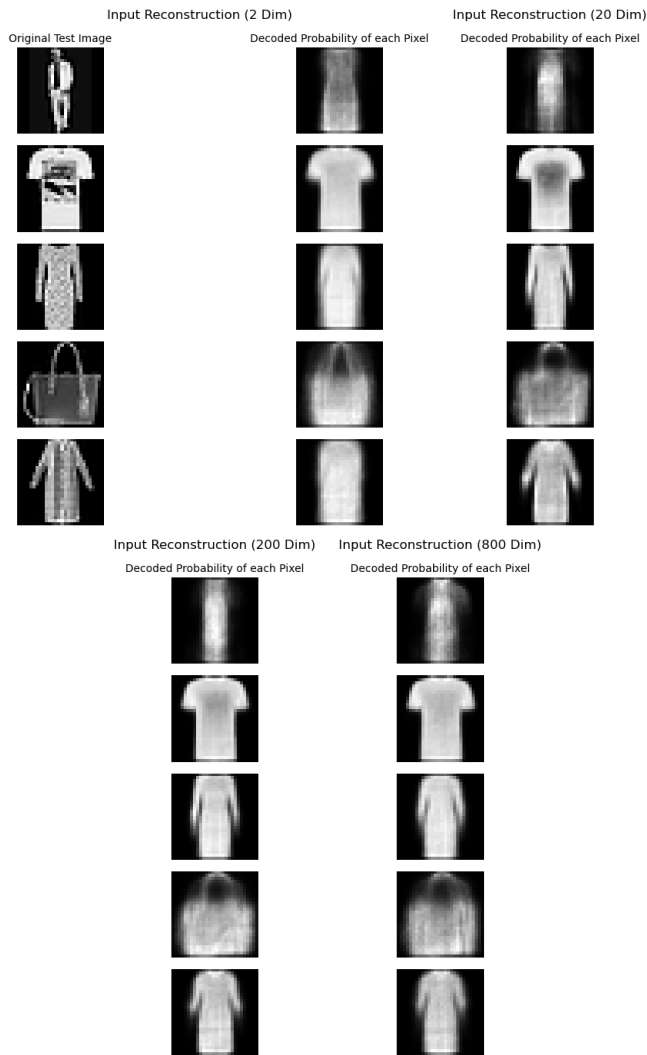 Input Reconstruction (2 Dim)
Input Reconstruction (20 Dim)
Original Test Image
Decoded Probability of each Pixel
Decoded Probability of each Pixel
Input Reconstruction (200 Dim)
Input Reconstruction (800 Dim)
Decoded Probability of each Pixel
Decoded Probability of each Pixel